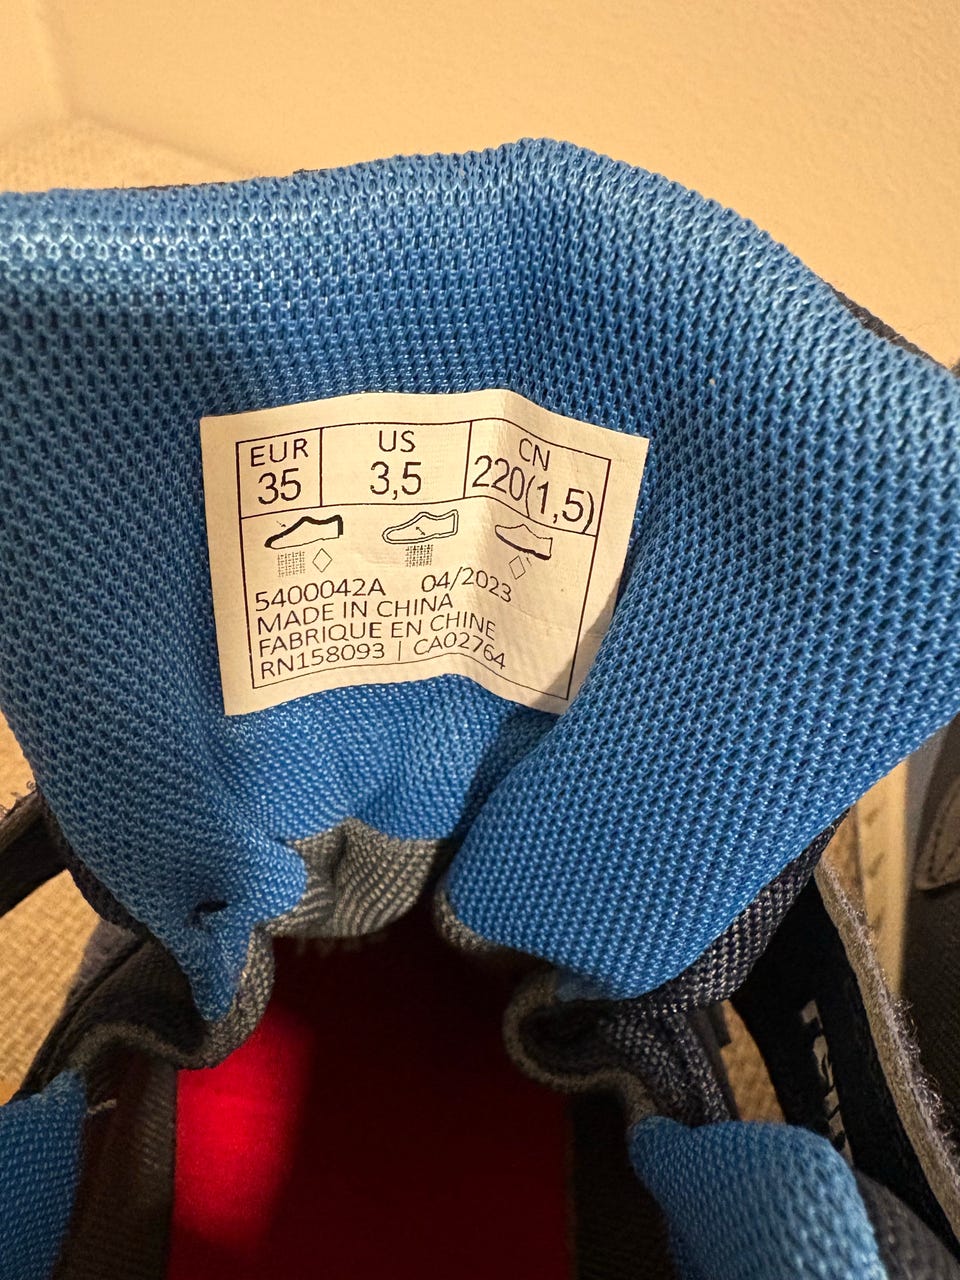 EUR US CN
35 3,5 220(1,5)
5400042A 04/2023
MADE IN CHINA
FABRIQUE EN CHINE
RN158093 | CA02764